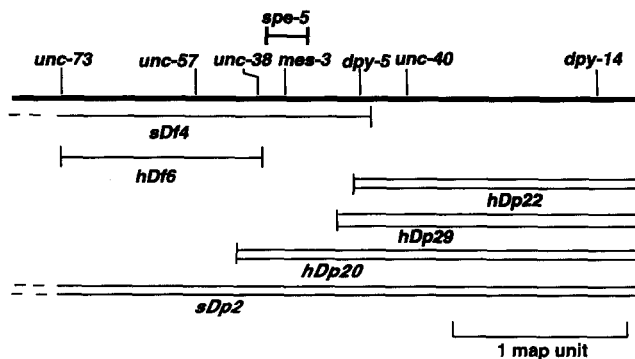 spe-5
unc-73 unc-57 unc-38 mes-3 dpy-5 unc-40 dpy-14
sDf4
hDf6
hDp22
hDp29
hDp20
sDp2
1 map unit